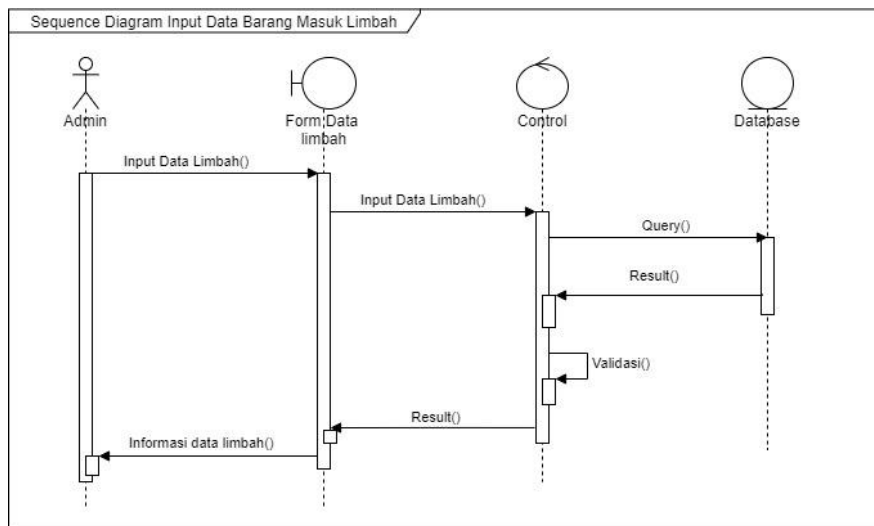 Sequence Diagram Input Data Barang Masuk Limbah
Admin
Form Data
limbah
Control
Database
Input Data Limbah()
Input Data Limbah()
Query()
Result()
Validasi()
Result()
Informasi data limbah()